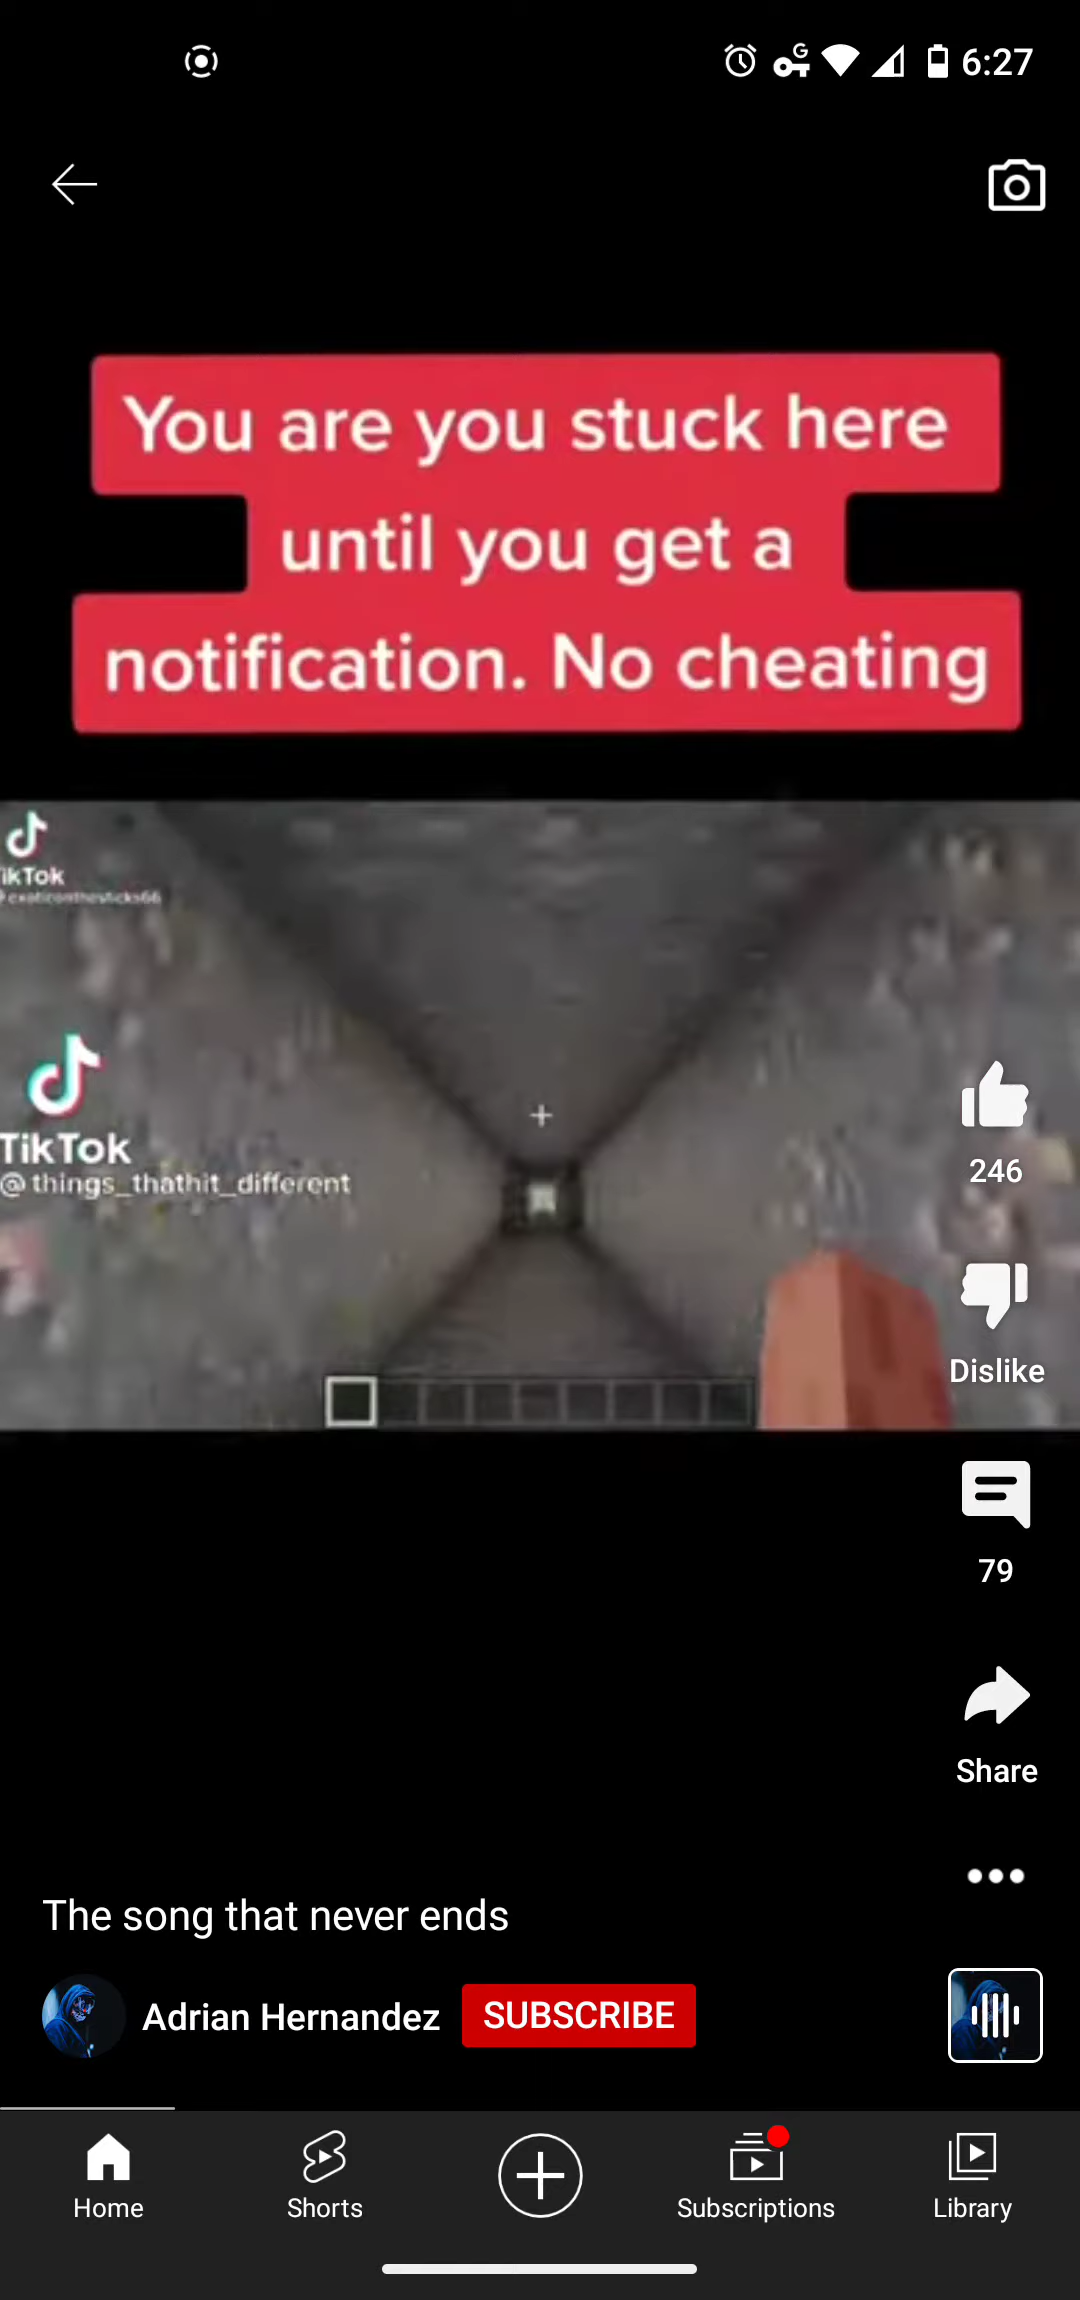 6:27
You are you stuck here
until you get a
notification. No cheating
ikTok
TikTok
@things_thathit_different
246
Dislike
79
Share
The song that never ends
Adrian Hernandez SUBSCRIBE
Home Shorts Subscriptions Library